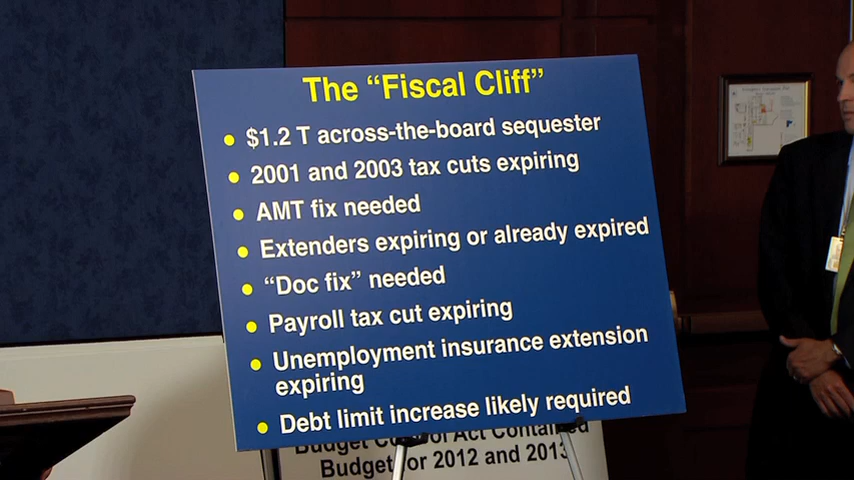 The “Fiscal Cliff”
• $1.2 T across-the-board sequester
• 2001 and 2003 tax cuts expiring
• AMT fix needed
• Extenders expiring or already expired
• “Doc fix” needed
• Payroll tax cut expiring
• Unemployment insurance extension
expiring
• Debt limit increase likely required
Budget Control Act Contained
Budget for 2012 and 2013